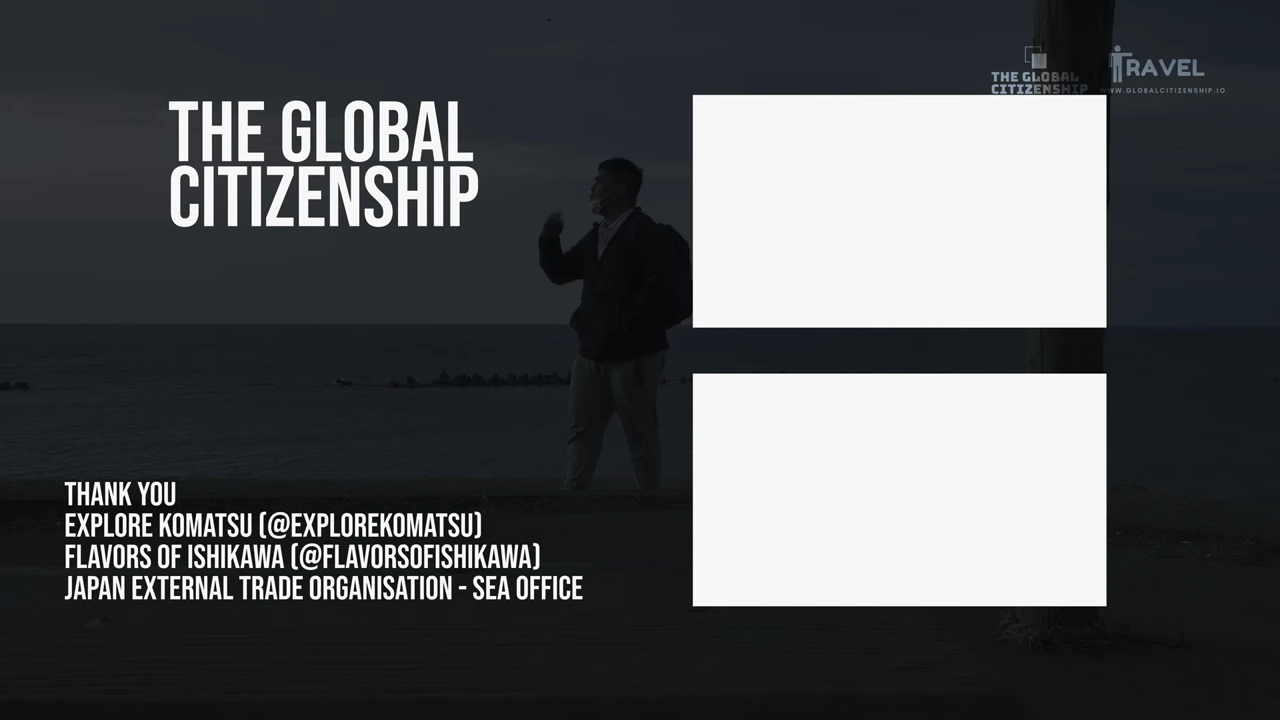 THE GLOBAL
CITIZENSHIP
TRAVEL
WWW.GLOBALCITIZENSHIP.IO
THE GLOBAL
CITIZENSHIP
THANK YOU
EXPLORE KOMATSU (@EXPLOREKOMATSU)
FLAVORS OF ISHIKAWA (@FLAVORSOFISHIKAWA)
JAPAN EXTERNAL TRADE ORGANISATION - SEA OFFICE